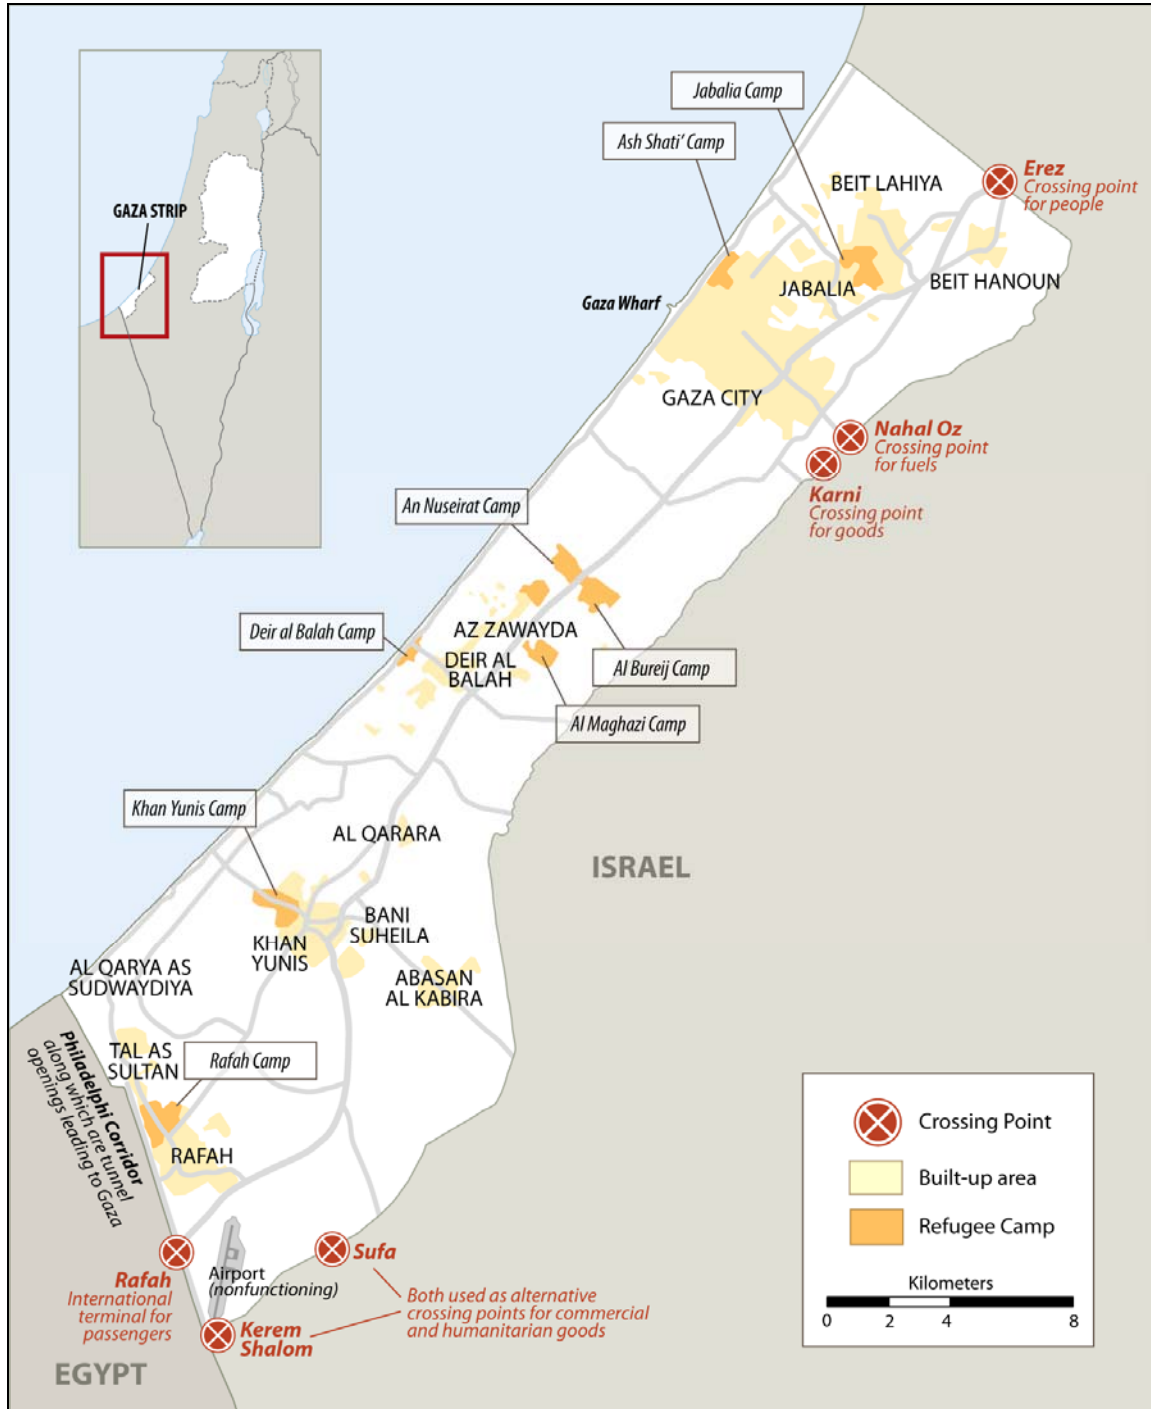 GAZA STRIP
Jabalia Camp
Ash Shati' Camp
BEIT LAHIYA
Erez
Crossing point
for people
Gaza Wharf
JABALIA
BEIT HANOUN
GAZA CITY
Nahal Oz
Crossing point
for fuels
Karni
Crossing point
for goods
An Nuseirat Camp
Deir al Balah Camp
AZ ZAWAYDA
DEIR AL
BALAH
Al Bureij Camp
Al Maghazi Camp
Khan Yunis Camp
AL QARARA
ISRAEL
BANI
SUHEILA
KHAN
YUNIS
AL QARYA AS
SUDWAYDIYA
ABASAN
AL KABIRA
TAL AS
SULTAN
Rafah Camp
Philadelphi Corridor
along which are tunnel
openings leading to Gaza
RAFAH
Rafah
International
terminal for
passengers
Airport
(nonfunctioning)
Sufa
Kerem
Shalom
Both used as alternative
crossing points for commercial
and humanitarian goods
EGYPT
Crossing Point
Built-up area
Refugee Camp
Kilometers
0 2 4 8